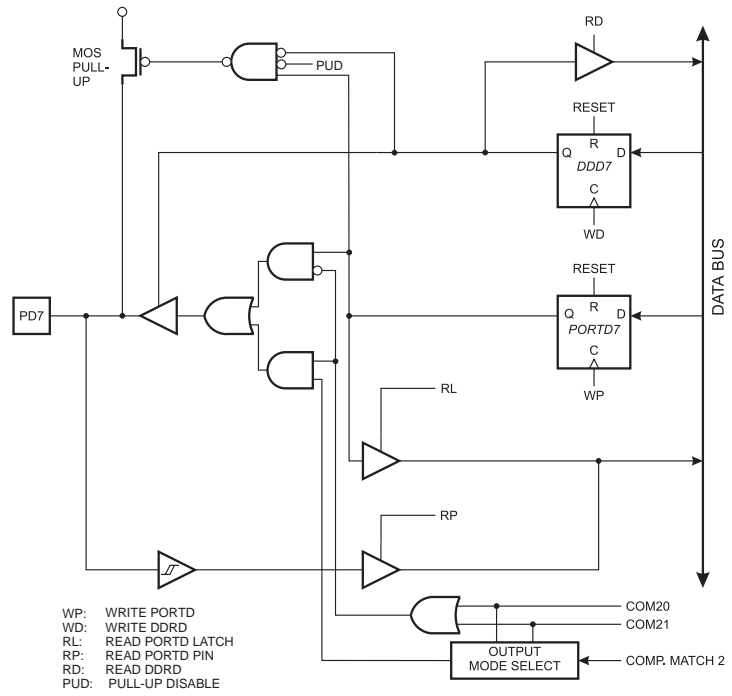 RD
MOS
PULL-
UP
PUD
RESET
R
Q
D
DDD7
C
WD
RESET
R
PD7
Q
D
PORTD7
C
WP
DATA BUS
RL
RP
WP: WRITE PORTD
WD: WRITE DDRD
RL: READ PORTD LATCH
RP: READ PORTD PIN
RD: READ DDRD
PUD: PULL-UP DISABLE
COM20
COM21
OUTPUT
MODE SELECT
COMP. MATCH 2